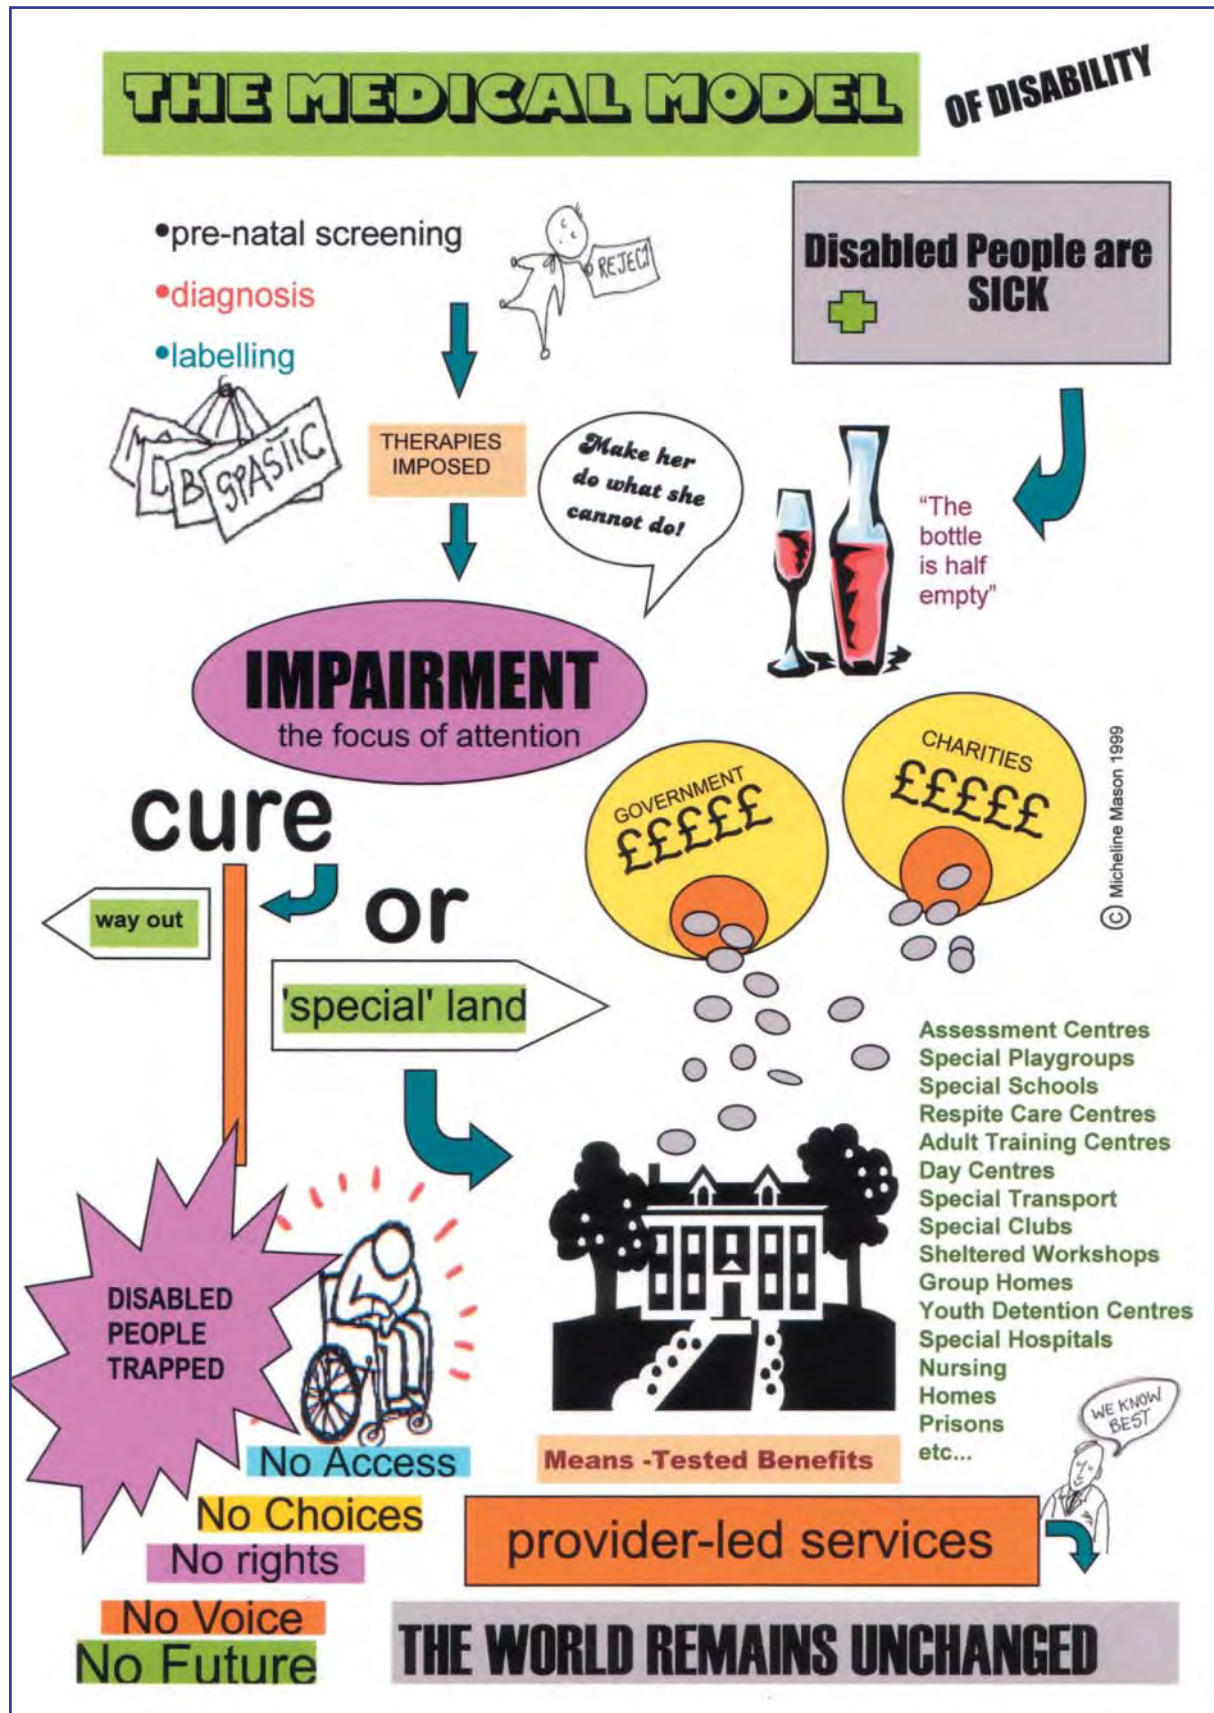 THE MEDICAL MODEL
OF DISABILITY
•pre-natal screening
•diagnosis
•labelling
REJECT
Disabled People are
SICK
SPASTIC
THERAPIES
IMPOSED
Make her
do what she
cannot do!
"The
bottle
is half
empty"
IMPAIRMENT
the focus of attention
GOVERNMENT
£££££
CHARITIES
£££££
© Micheline Mason 1999
cure
or
way out
'special' land
Assessment Centres
Special Playgroups
Special Schools
Respite Care Centres
Adult Training Centres
Day Centres
Special Transport
Special Clubs
Sheltered Workshops
Group Homes
Youth Detention Centres
Special Hospitals
Nursing
Homes
Prisons
etc...
DISABLED
PEOPLE
TRAPPED
WE KNOW
BEST
No Access
No Choices
No rights
No Voice
No Future
Means -Tested Benefits
provider-led services
THE WORLD REMAINS UNCHANGED